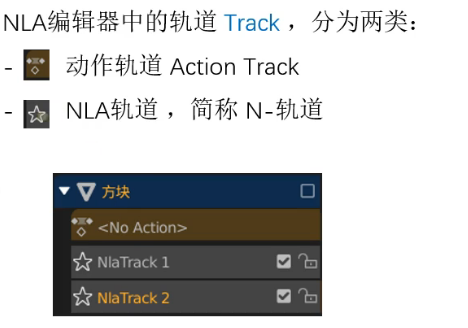 NLA编辑器中的轨道 Track ，分为两类：
- 动作轨道 Action Track
- NLA轨道 ，简称 N-轨道
方块
<No Action>
NlaTrack 1
NlaTrack 2